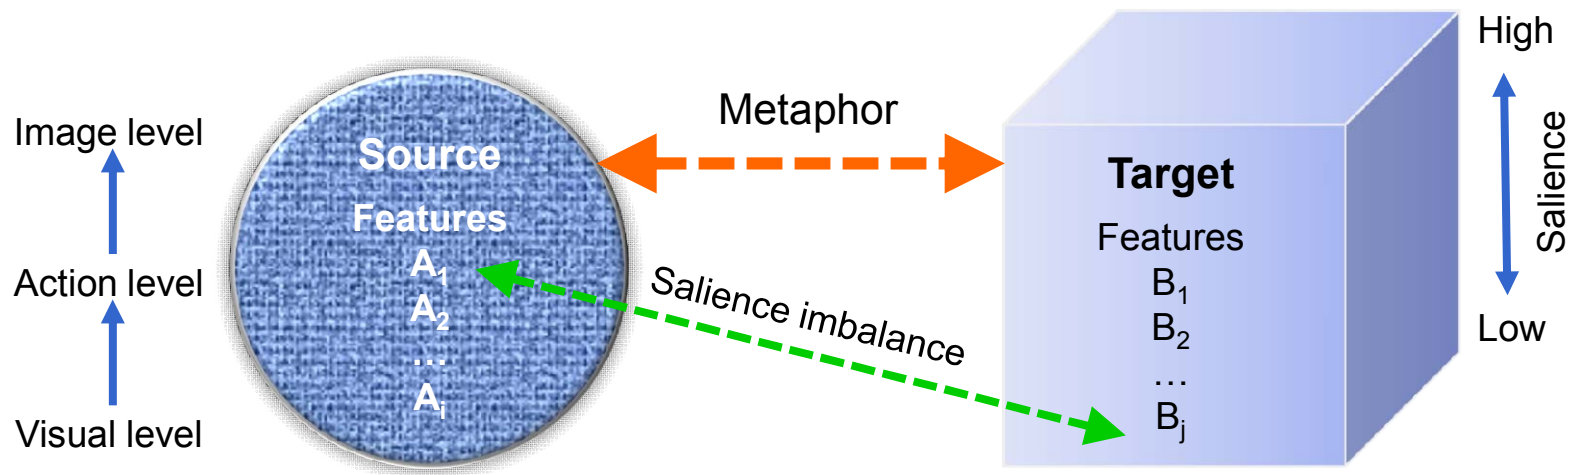 Image level
Action level
Visual level
Source
Features
A1
A2
...
Ai
Metaphor
Salience imbalance
Target
Features
B1
B2
...
Bj
High
Salience
Low